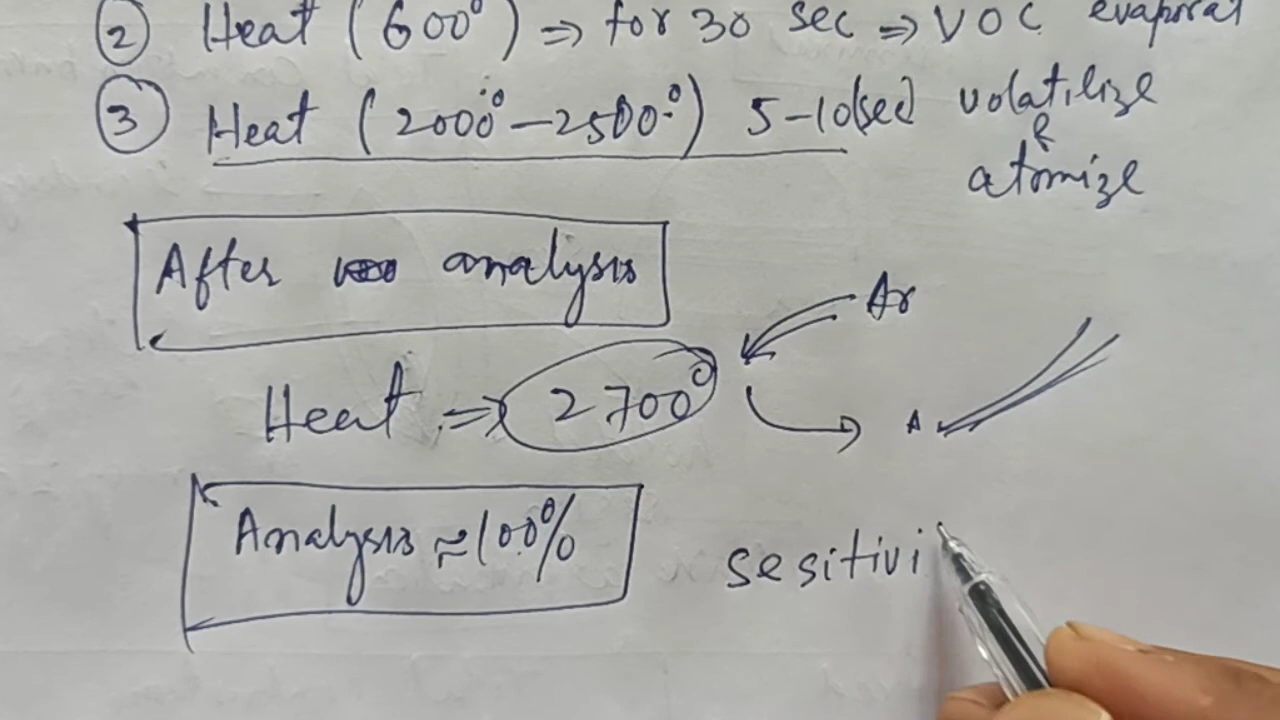 ② Heat (600°) ⇒ for 30 sec ⇒ VOC evaporat
③ Heat (2000°-2500°) 5-10(sec) volatilize
&
atomize
After analysis
Ar
Heat ⇒ 2700°
A
Analysis ≈ 100%
sesitivi